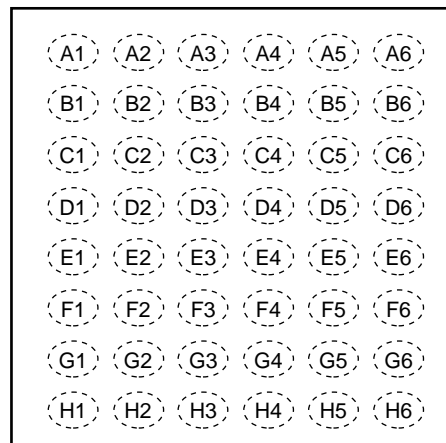 A1 A2 A3 A4 A5 A6
B1 B2 B3 B4 B5 B6
C1 C2 C3 C4 C5 C6
D1 D2 D3 D4 D5 D6
E1 E2 E3 E4 E5 E6
F1 F2 F3 F4 F5 F6
G1 G2 G3 G4 G5 G6
H1 H2 H3 H4 H5 H6